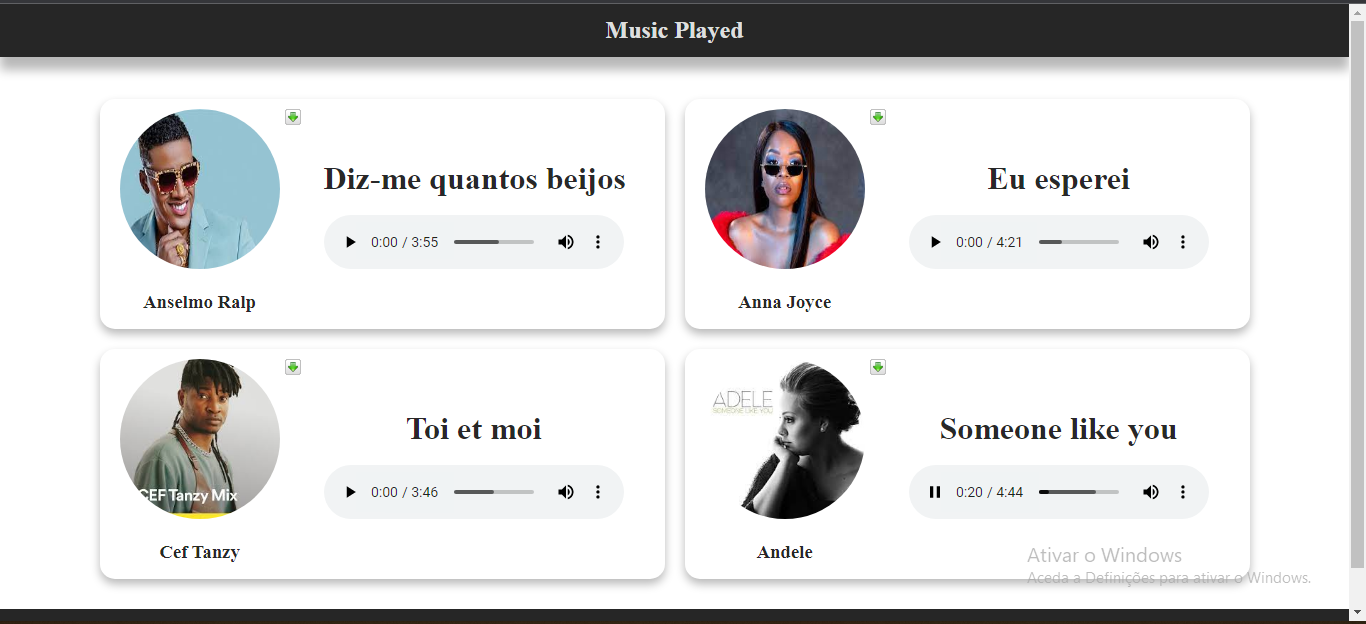 Music Played
Diz-me quantos beijos
0:00 / 3:55
Anselmo Ralp
Eu esperei
0:00 / 4:21
Anna Joyce
CEF Tanzy Mix
Toi et moi
0:00 / 3:46
Cef Tanzy
ADELE
SOMEONE LIKE YOU
Someone like you
0:20 / 4:44
Andele
Ativar o Windows
Aceda a Definições para ativar o Windows.